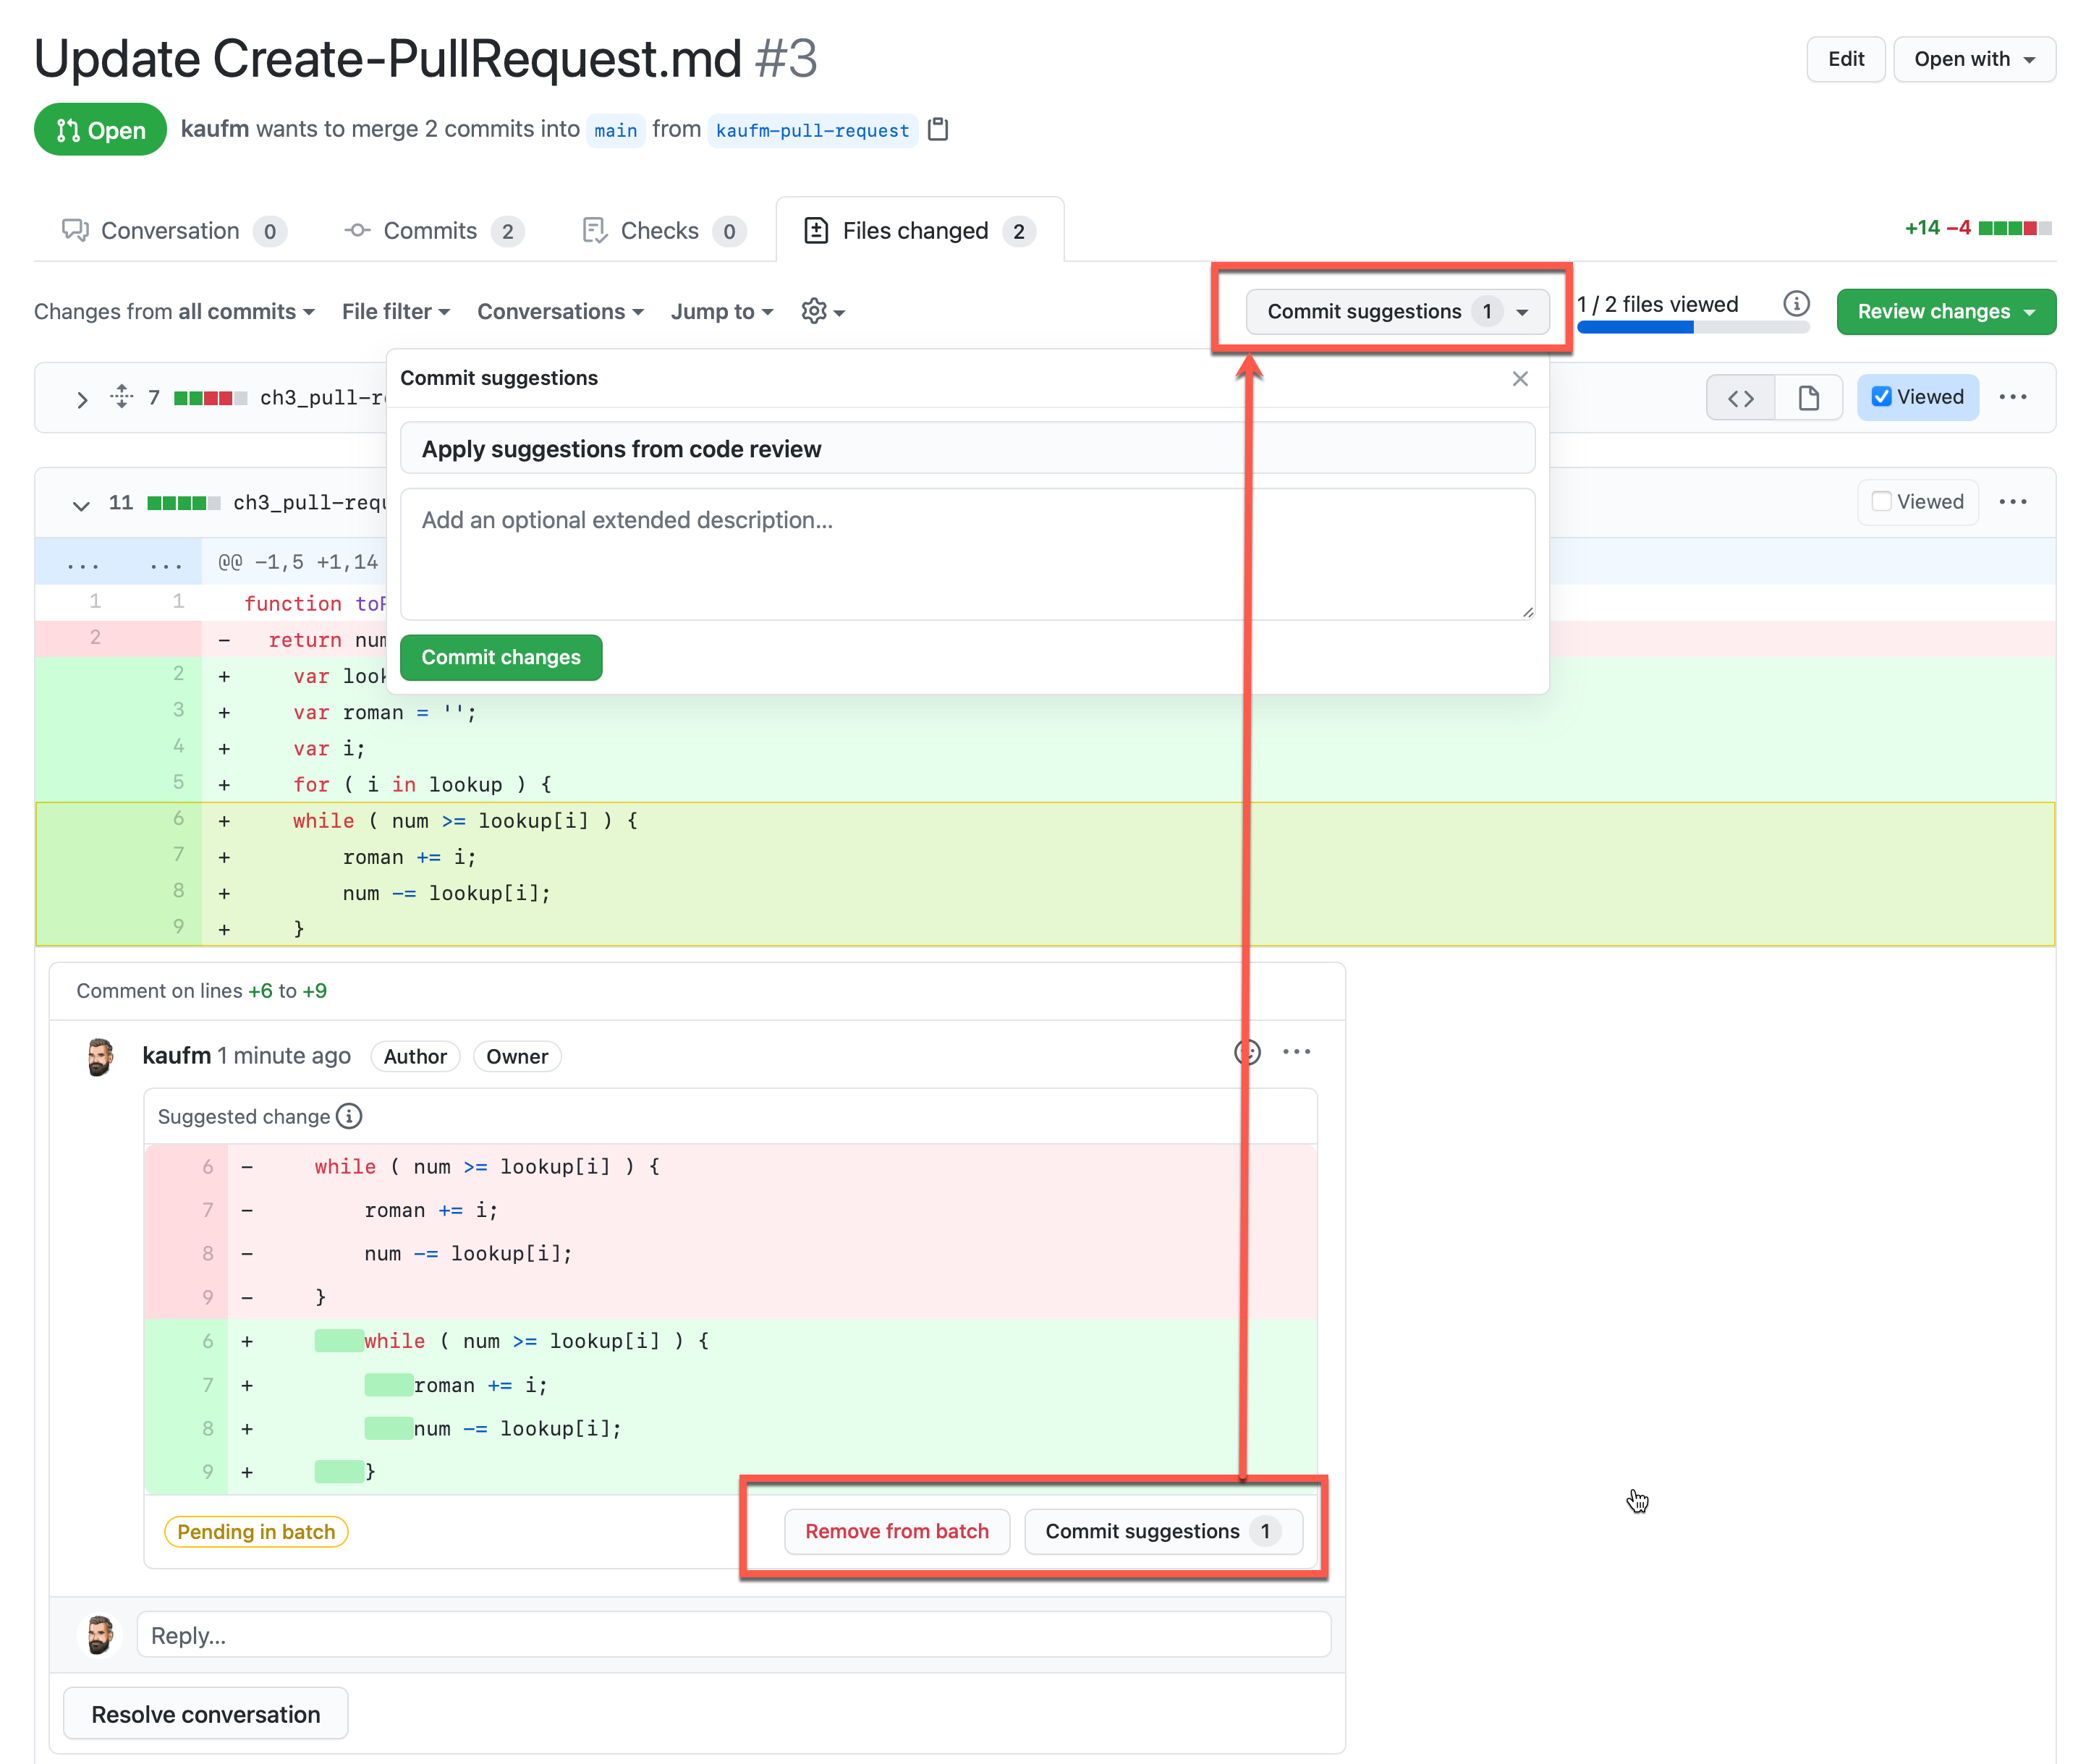 Update Create-PullRequest.md #3
Edit
Open with
Open
kaufm wants to merge 2 commits into main from kaufm-pull-request
Conversation 0
Commits 2
Checks 0
Files changed 2
+14 −4
Changes from all commits
File filter
Conversations
Jump to
Commit suggestions 1
1 / 2 files viewed
Review changes
Commit suggestions
7 ch3_pull-r
Viewed
Apply suggestions from code review
11 ch3_pull-requ
Viewed
Add an optional extended description...
... ... @@ −1,5 +1,14
1 1 function to
2 − return num
Commit changes
2 + var look
3 + var roman = '';
4 + var i;
5 + for ( i in lookup ) {
6 + while ( num >= lookup[i] ) {
7 + roman += i;
8 + num -= lookup[i];
9 + }
Comment on lines +6 to +9
kaufm 1 minute ago Author Owner
Suggested change
6 − while ( num >= lookup[i] ) {
7 − roman += i;
8 − num -= lookup[i];
9 − }
6 + while ( num >= lookup[i] ) {
7 + roman += i;
8 + num -= lookup[i];
9 + }
Pending in batch
Remove from batch
Commit suggestions 1
Reply...
Resolve conversation